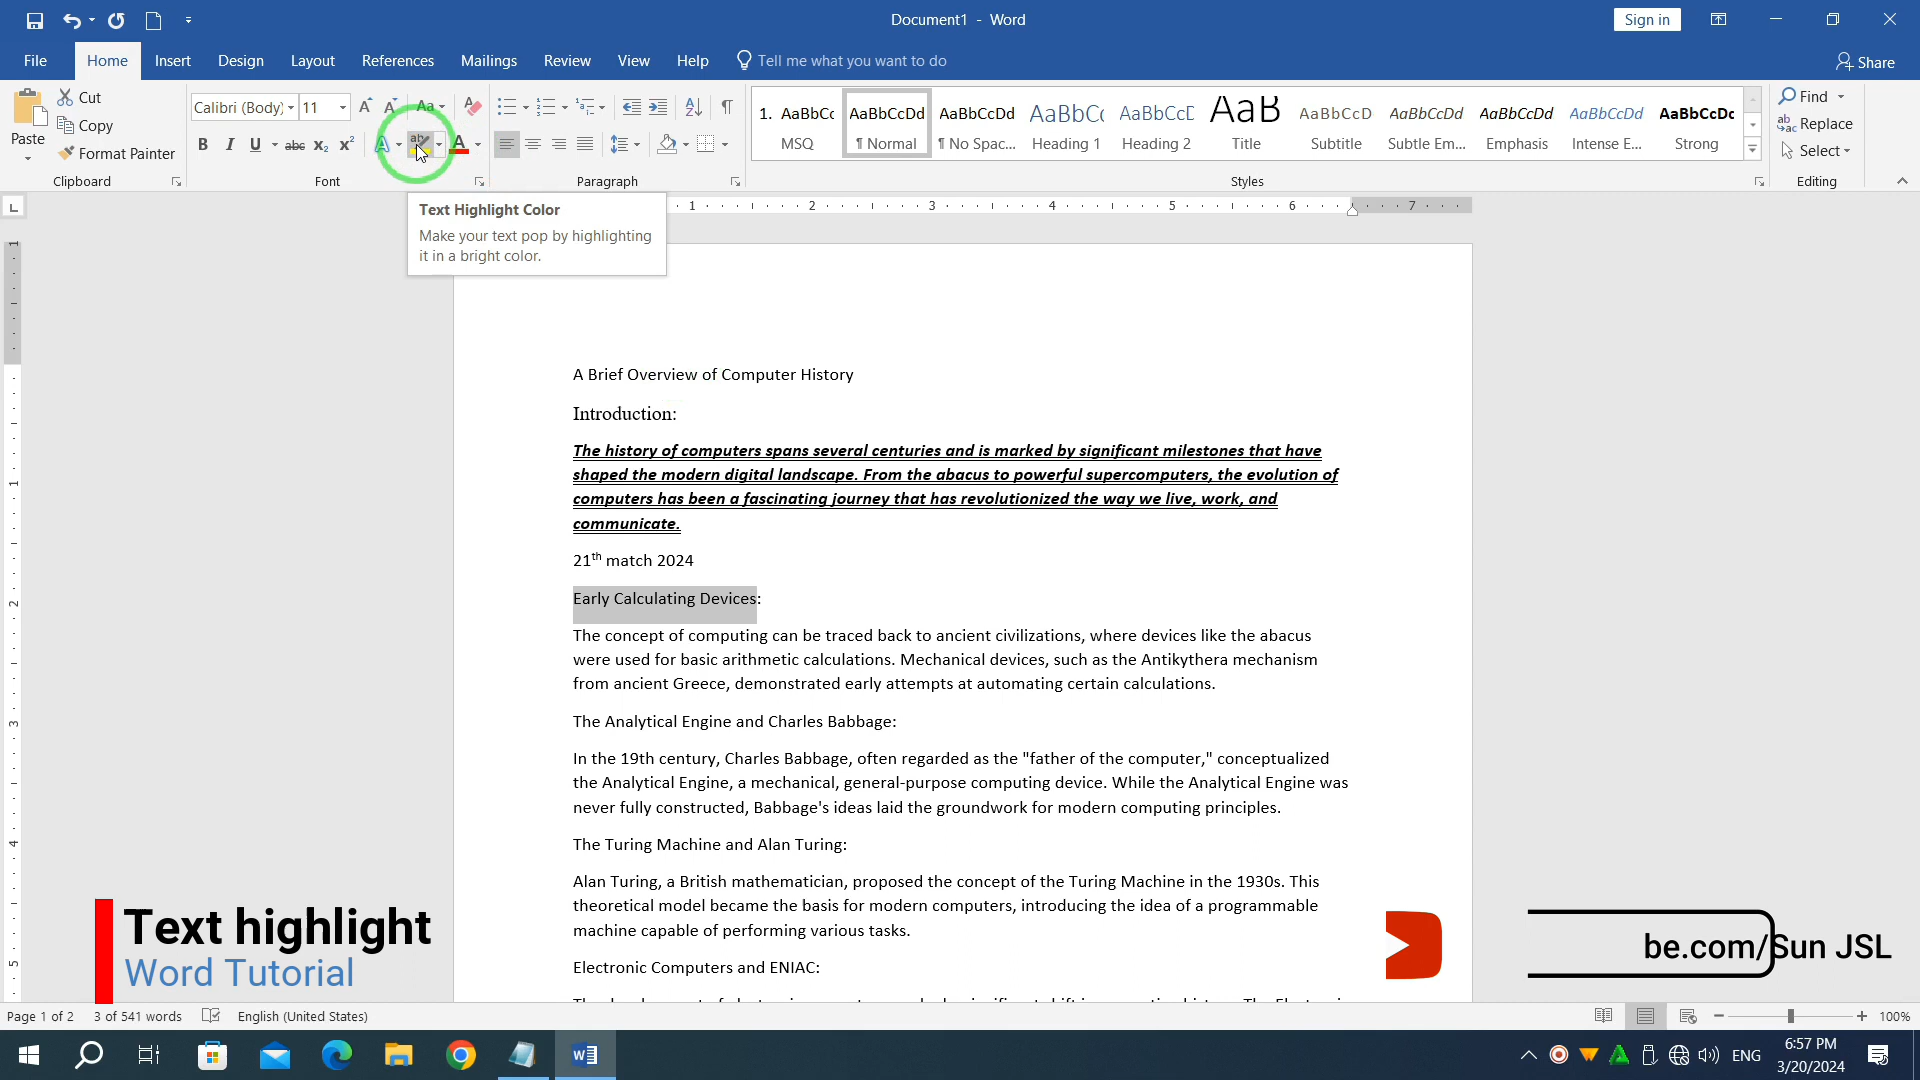 Document1 - Word
Sign in
File Home Insert Design Layout References Mailings Review View Help Tell me what you want to do
Share
Paste
Cut
Copy
Format Painter
Clipboard
Calibri (Body) 11
Font
Paragraph
1. AaBbCc
MSQ
AaBbCcDd
¶ Normal
AaBbCcDd
¶ No Spac...
AaBbCc
Heading 1
AaBbCcD
Heading 2
AaB
Title
AaBbCcD
Subtitle
AaBbCcDd
Subtle Em...
AaBbCcDd
Emphasis
AaBbCcDd
Intense E...
AaBbCcDc
Strong
Styles
Find
Replace
Select
Editing
Text Highlight Color
Make your text pop by highlighting
it in a bright color.
1 2 3 4 5 6 7
A Brief Overview of Computer History
Introduction:
The history of computers spans several centuries and is marked by significant milestones that have
shaped the modern digital landscape. From the abacus to powerful supercomputers, the evolution of
computers has been a fascinating journey that has revolutionized the way we live, work, and
communicate.
21th match 2024
Early Calculating Devices:
The concept of computing can be traced back to ancient civilizations, where devices like the abacus
were used for basic arithmetic calculations. Mechanical devices, such as the Antikythera mechanism
from ancient Greece, demonstrated early attempts at automating certain calculations.
The Analytical Engine and Charles Babbage:
In the 19th century, Charles Babbage, often regarded as the "father of the computer," conceptualized
the Analytical Engine, a mechanical, general-purpose computing device. While the Analytical Engine was
never fully constructed, Babbage's ideas laid the groundwork for modern computing principles.
The Turing Machine and Alan Turing:
Alan Turing, a British mathematician, proposed the concept of the Turing Machine in the 1930s. This
theoretical model became the basis for modern computers, introducing the idea of a programmable
machine capable of performing various tasks.
Electronic Computers and ENIAC:
Text highlight
Word Tutorial
be.com/Sun JSL
Page 1 of 2 3 of 541 words English (United States)
100%
ENG
6:57 PM
3/20/2024